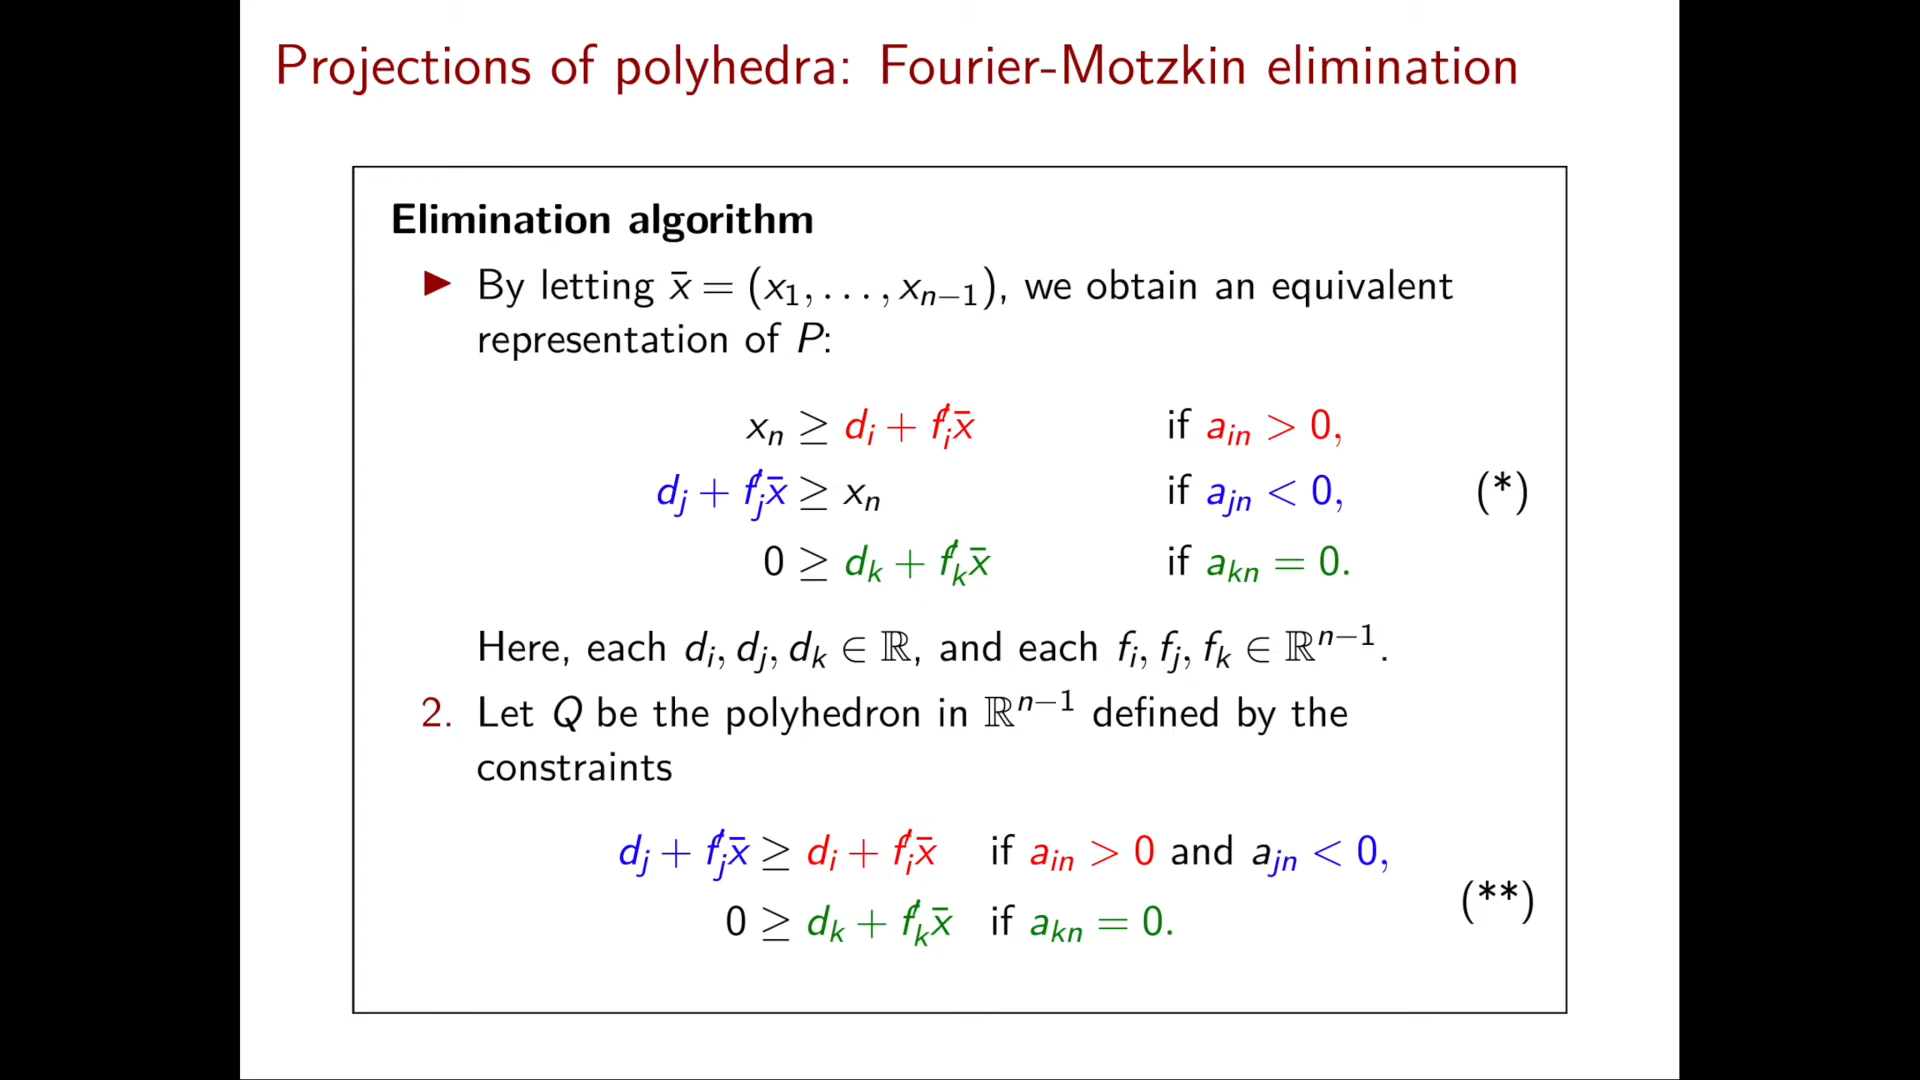 Projections of polyhedra: Fourier-Motzkin elimination
Elimination algorithm
▶ By letting x̄ = (x₁, . . . , xₙ₋₁), we obtain an equivalent
representation of P:
xₙ ≥ dᵢ + f′ᵢx̄ if aᵢₙ > 0,
dⱼ + f′ⱼx̄ ≥ xₙ if aⱼₙ < 0, (*)
0 ≥ dₖ + f′ₖx̄ if aₖₙ = 0.
Here, each dᵢ, dⱼ, dₖ ∈ ℝ, and each fᵢ, fⱼ, fₖ ∈ ℝⁿ⁻¹.
2. Let Q be the polyhedron in ℝⁿ⁻¹ defined by the
constraints
dⱼ + f′ⱼx̄ ≥ dᵢ + f′ᵢx̄ if aᵢₙ > 0 and aⱼₙ < 0,
(**)
0 ≥ dₖ + f′ₖx̄ if aₖₙ = 0.